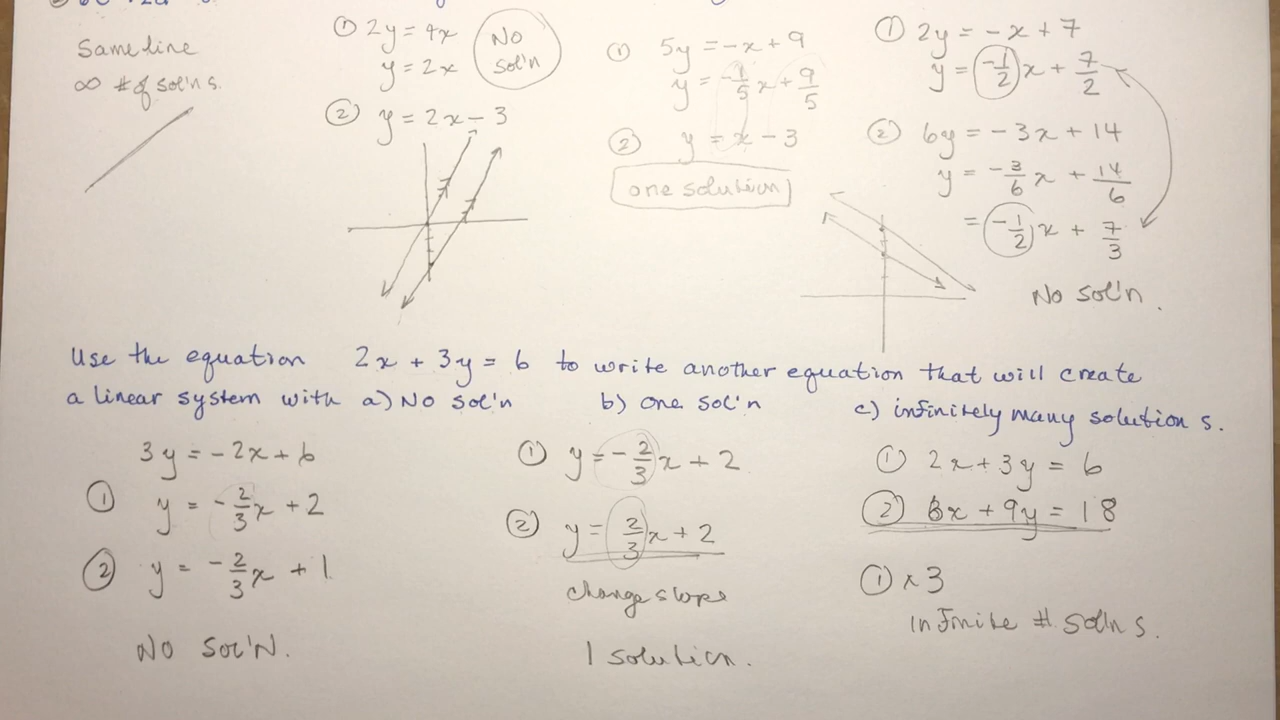 Same line
∞ # of sol'n s.
① 2y = 4x
y = 2x
No sol'n
② y = 2x - 3
① 5y = -x + 9
y = -1/5 x + 9/5
② y = x - 3
one solution
① 2y = -x + 7
y = -1/2 x + 7/2
② 6y = -3x + 14
y = -3/6 x + 14/6
= -1/2 x + 7/3
No sol'n.
Use the equation 2x + 3y = 6 to write another equation that will create
a linear system with a) No sol'n b) one sol'n c) infinitely many solution s.
3y = -2x + 6
① y = -2/3 x + 2
② y = -2/3 x + 1
No Sol'N.
① y = -2/3 x + 2
② y = 2/3 x + 2
change slope
1 solution.
① 2x + 3y = 6
② 6x + 9y = 18
① x 3
infinite # soln s.